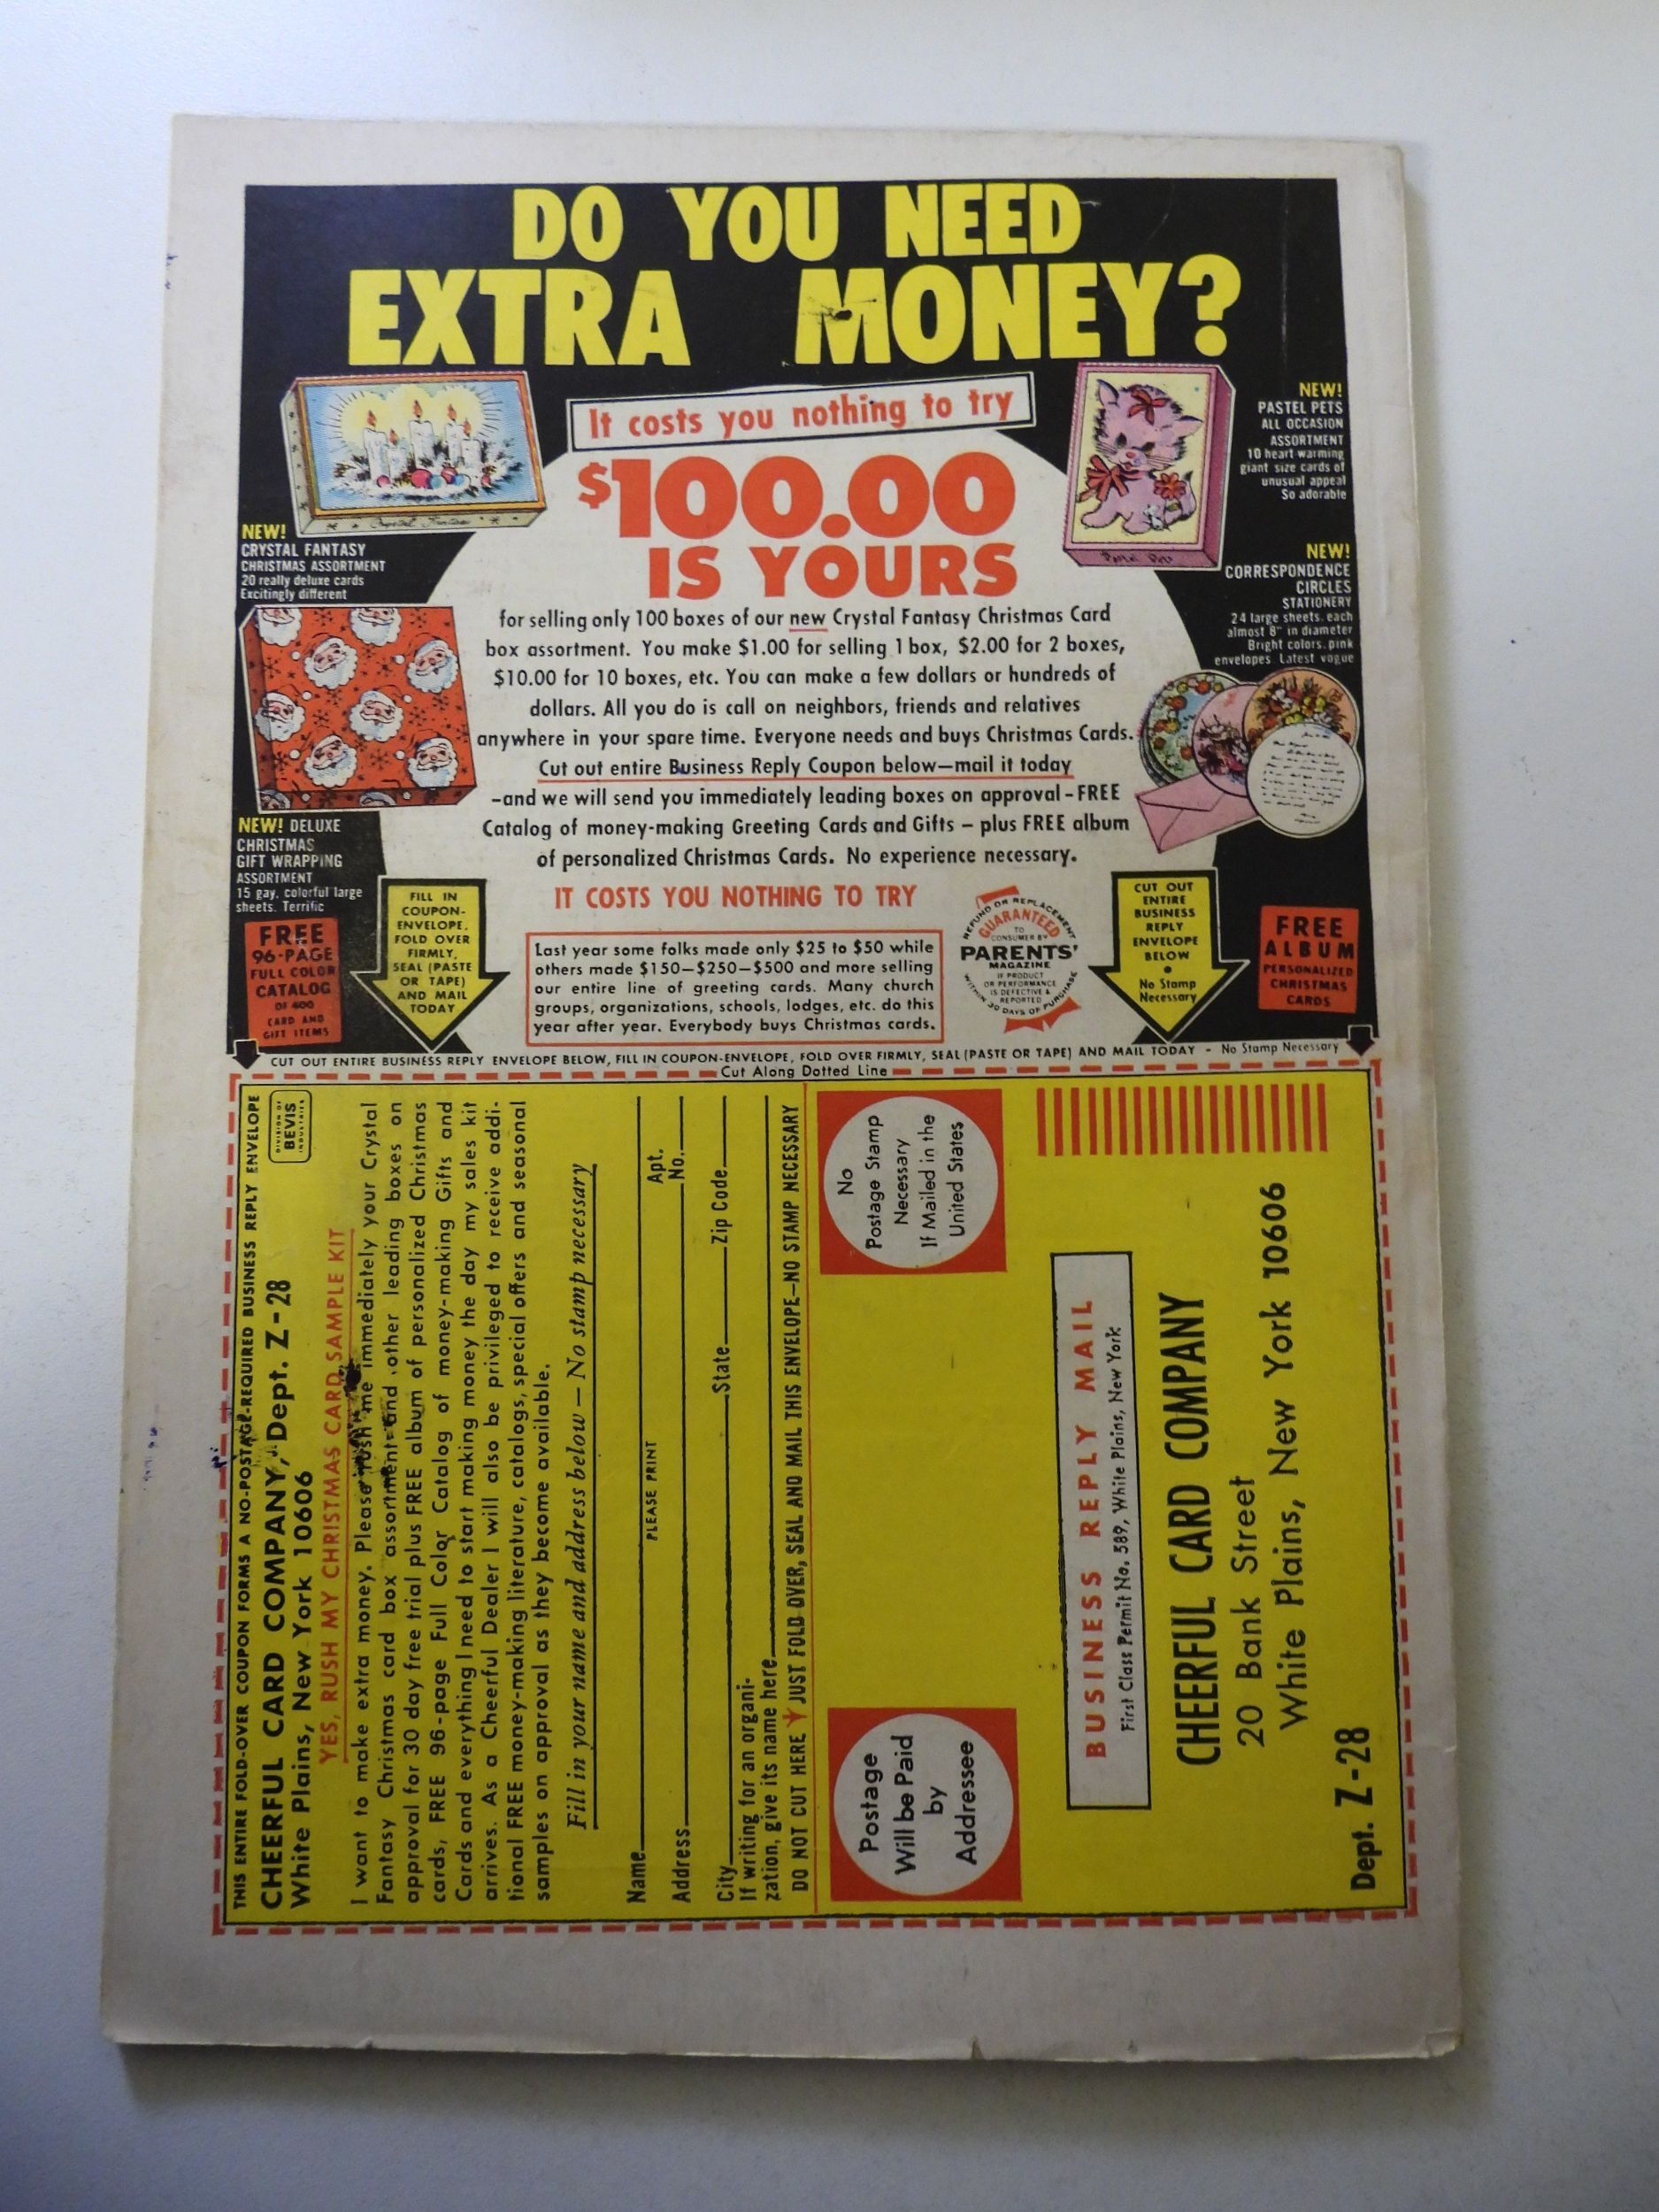 DO YOU NEED
EXTRA MONEY?
It costs you nothing to try
$100.00
IS YOURS
for selling only 100 boxes of our new Crystal Fantasy Christmas Card
box assortment. You make $1.00 for selling 1 box, $2.00 for 2 boxes,
$10.00 for 10 boxes, etc. You can make a few dollars or hundreds of
dollars. All you do is call on neighbors, friends and relatives
anywhere in your spare time. Everyone needs and buys Christmas Cards.
Cut out entire Business Reply Coupon below—mail it today
–and we will send you immediately leading boxes on approval–FREE
Catalog of money-making Greeting Cards and Gifts – plus FREE album
of personalized Christmas Cards. No experience necessary.
IT COSTS YOU NOTHING TO TRY
Crystal Fantasy
NEW!
CRYSTAL FANTASY
CHRISTMAS ASSORTMENT
20 really deluxe cards
Excitingly different
NEW! DELUXE
CHRISTMAS
GIFT WRAPPING
ASSORTMENT
15 gay, colorful large
sheets. Terrific
Pastel Pets
NEW!
PASTEL PETS
ALL OCCASION
ASSORTMENT
10 heart warming
giant size cards of
unusual appeal
So adorable
NEW!
CORRESPONDENCE
CIRCLES
STATIONERY
24 large sheets, each
almost 8" in diameter
Bright colors, pink
envelopes. Latest vogue
FREE
96-PAGE
FULL COLOR
CATALOG
OF 400
CARD AND
GIFT ITEMS
FILL IN
COUPON-
ENVELOPE,
FOLD OVER
FIRMLY,
SEAL (PASTE
OR TAPE)
AND MAIL
TODAY
Last year some folks made only $25 to $50 while
others made $150—$250—$500 and more selling
our entire line of greeting cards. Many church
groups, organizations, schools, lodges, etc. do this
year after year. Everybody buys Christmas cards.
REFUND OR REPLACEMENT
GUARANTEED
TO
CONSUMER BY
PARENTS'
MAGAZINE
IF PRODUCT
OR PERFORMANCE
IS DEFECTIVE &
REPORTED
WITHIN 30 DAYS OF PURCHASE
CUT OUT
ENTIRE
BUSINESS
REPLY
ENVELOPE
BELOW
•
No Stamp
Necessary
FREE
ALBUM
PERSONALIZED
CHRISTMAS
CARDS
CUT OUT ENTIRE BUSINESS REPLY ENVELOPE BELOW, FILL IN COUPON-ENVELOPE, FOLD OVER FIRMLY, SEAL (PASTE OR TAPE) AND MAIL TODAY - No Stamp Necessary
Cut Along Dotted Line
THIS ENTIRE FOLD-OVER COUPON FORMS A NO-POSTAGE-REQUIRED BUSINESS REPLY ENVELOPE
CHEERFUL CARD COMPANY, Dept. Z-28
White Plains, New York 10606
DIVISION OF
BEVIS
INDUSTRIES
YES, RUSH MY CHRISTMAS CARD SAMPLE KIT
I want to make extra money. Please rush me immediately your Crystal
Fantasy Christmas card box assortment and other leading boxes on
approval for 30 day free trial plus FREE album of personalized Christmas
cards, FREE 96-page Full Color Catalog of money-making Gifts and
Cards and everything I need to start making money the day my sales kit
arrives. As a Cheerful Dealer I will also be privileged to receive addi-
tional FREE money-making literature, catalogs, special offers and seasonal
samples on approval as they become available.
Fill in your name and address below — No stamp necessary
Name
PLEASE PRINT
Address Apt. No.
City State Zip Code
If writing for an organi-
zation, give its name here
DO NOT CUT HERE JUST FOLD OVER, SEAL AND MAIL THIS ENVELOPE—NO STAMP NECESSARY
Postage
Will be Paid
by
Addressee
No
Postage Stamp
Necessary
If Mailed in the
United States
BUSINESS REPLY MAIL
First Class Permit No. 589, White Plains, New York
CHEERFUL CARD COMPANY
20 Bank Street
White Plains, New York 10606
Dept. Z-28